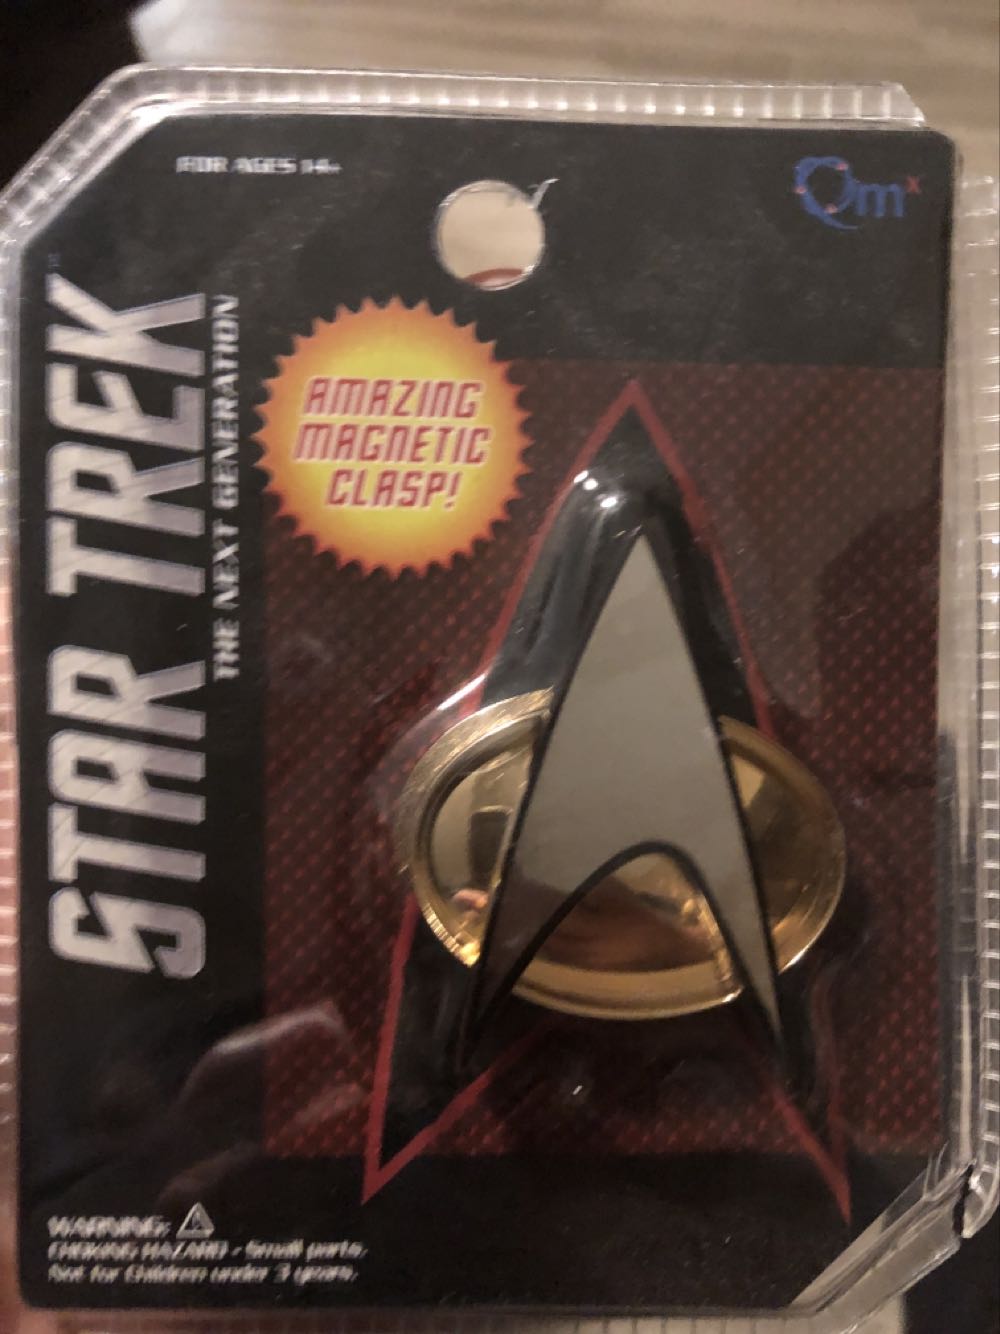 FOR AGES 14+
Qmx
STAR TREK
THE NEXT GENERATION
AMAZING
MAGNETIC
CLASP!
WARNING:
CHOKING HAZARD - Small parts.
Not for Children under 3 years.